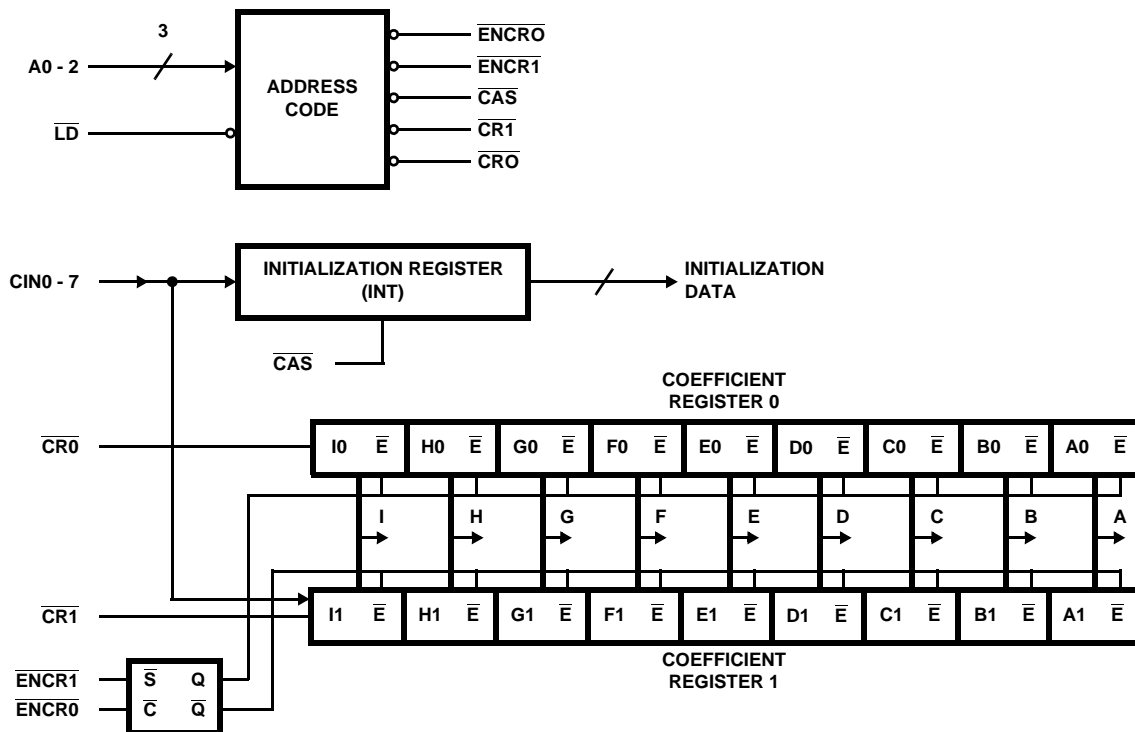 3
A0 - 2
LD
ADDRESS
CODE
ENCRO
ENCR1
CAS
CR1
CRO
CIN0 - 7
INITIALIZATION REGISTER
(INT)
INITIALIZATION
DATA
CAS
COEFFICIENT
REGISTER 0
CR0
I0 E H0 E G0 E F0 E E0 E D0 E C0 E B0 E A0 E
I H G F E D C B A
CR1
I1 E H1 E G1 E F1 E E1 E D1 E C1 E B1 E A1 E
COEFFICIENT
REGISTER 1
ENCR1 S Q
ENCR0 C Q